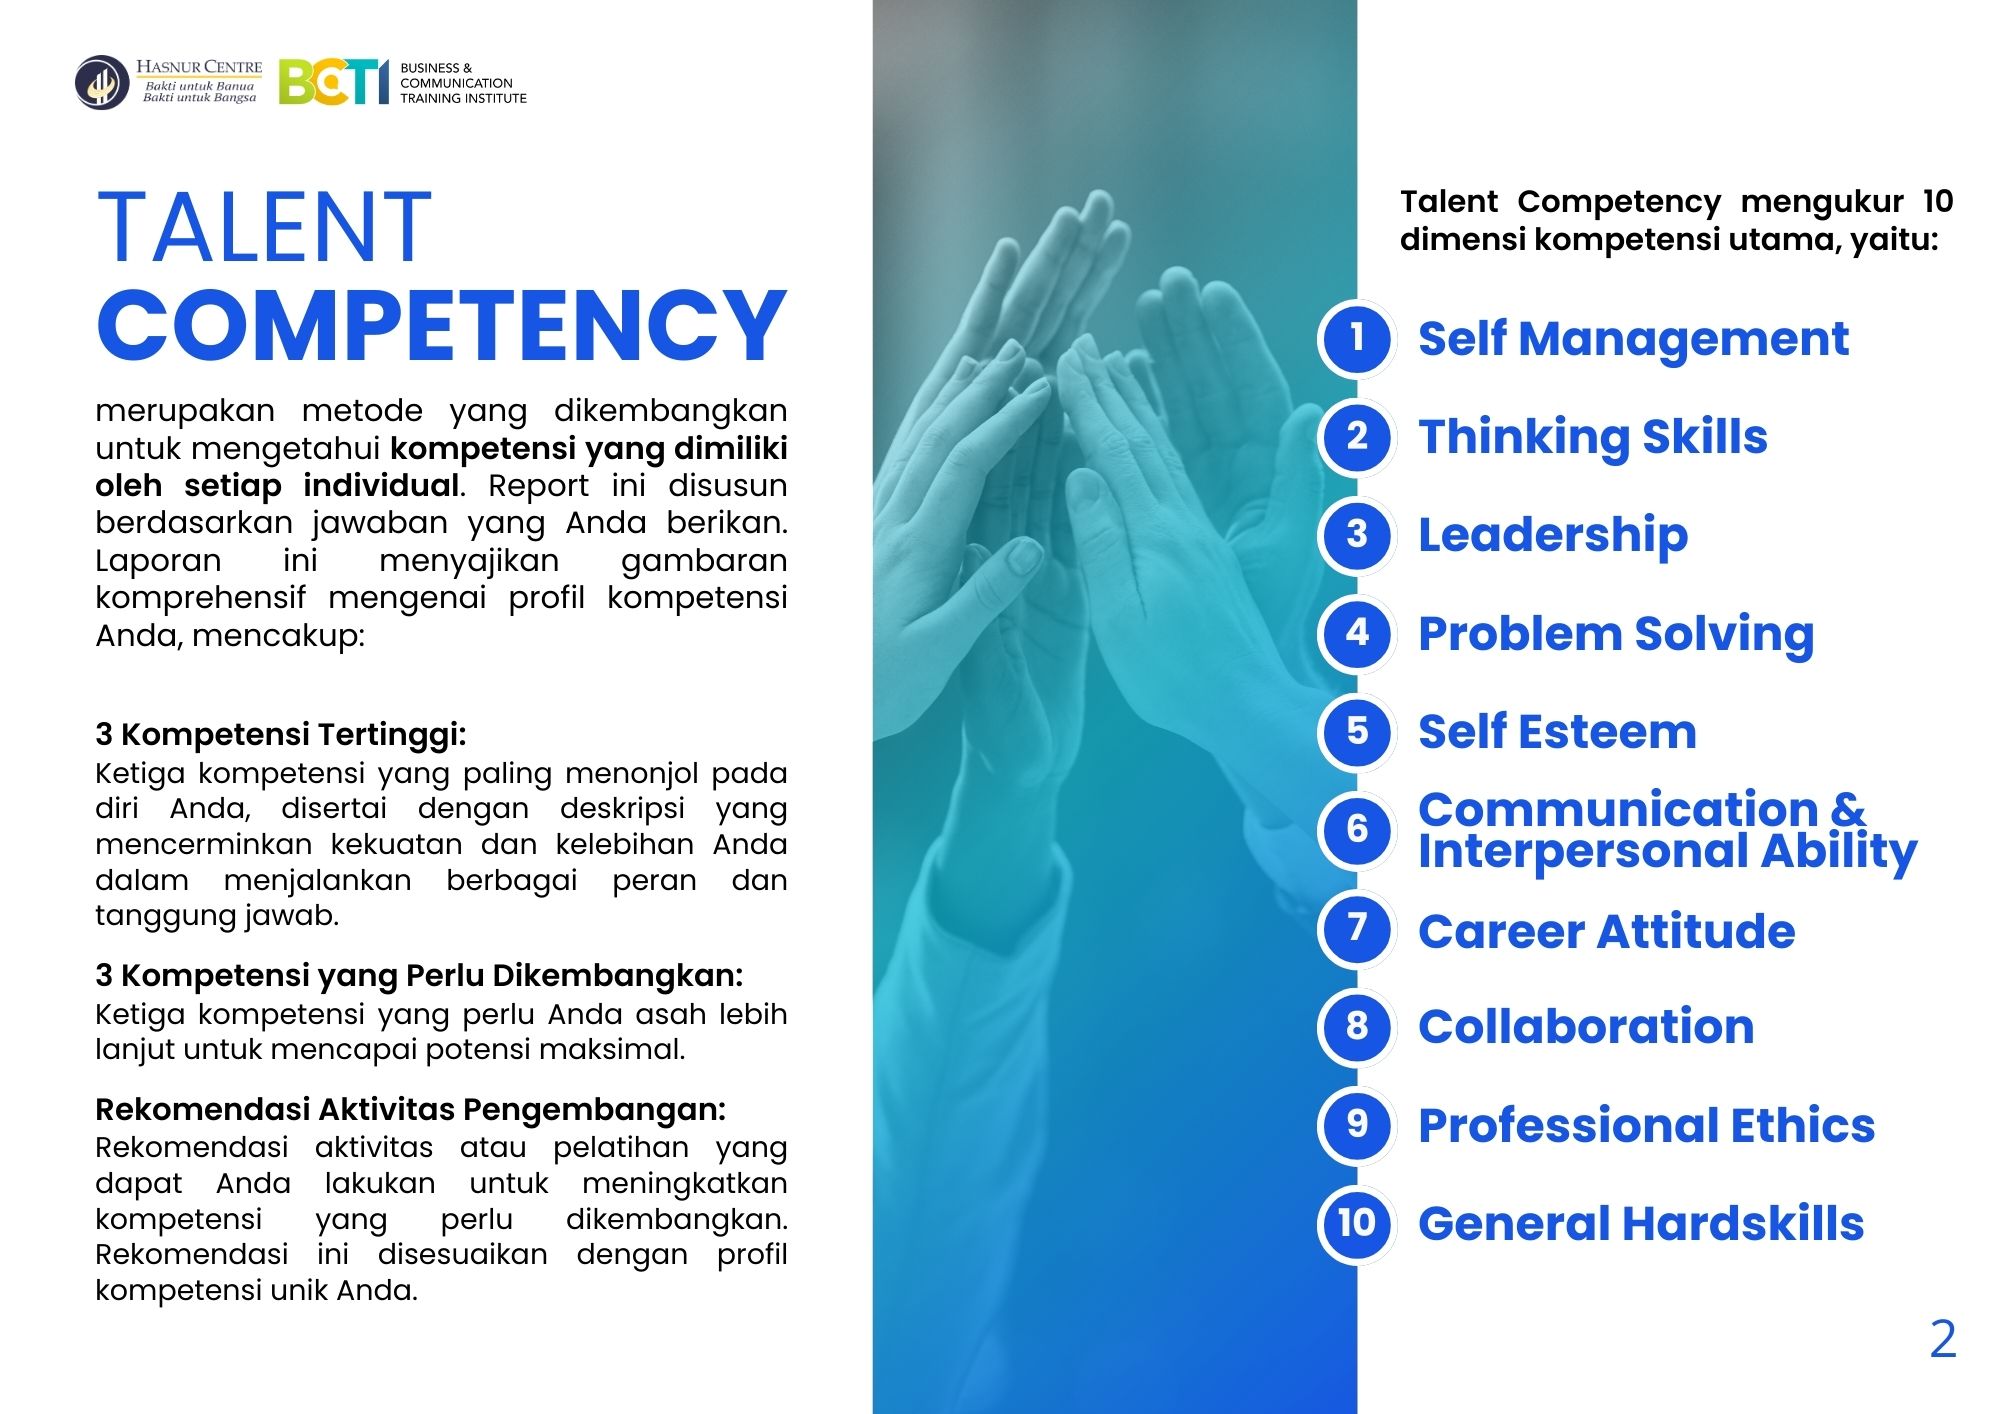 HASNUR CENTRE
Bakti untuk Banua
Bakti untuk Bangsa
BCTI
BUSINESS &
COMMUNICATION
TRAINING INSTITUTE
TALENT
COMPETENCY
merupakan metode yang dikembangkan
untuk mengetahui kompetensi yang dimiliki
oleh setiap individual. Report ini disusun
berdasarkan jawaban yang Anda berikan.
Laporan ini menyajikan gambaran
komprehensif mengenai profil kompetensi
Anda, mencakup:
3 Kompetensi Tertinggi:
Ketiga kompetensi yang paling menonjol pada
diri Anda, disertai dengan deskripsi yang
mencerminkan kekuatan dan kelebihan Anda
dalam menjalankan berbagai peran dan
tanggung jawab.
3 Kompetensi yang Perlu Dikembangkan:
Ketiga kompetensi yang perlu Anda asah lebih
lanjut untuk mencapai potensi maksimal.
Rekomendasi Aktivitas Pengembangan:
Rekomendasi aktivitas atau pelatihan yang
dapat Anda lakukan untuk meningkatkan
kompetensi yang perlu dikembangkan.
Rekomendasi ini disesuaikan dengan profil
kompetensi unik Anda.
Talent Competency mengukur 10
dimensi kompetensi utama, yaitu:
1 Self Management
2 Thinking Skills
3 Leadership
4 Problem Solving
5 Self Esteem
6 Communication &
Interpersonal Ability
7 Career Attitude
8 Collaboration
9 Professional Ethics
10 General Hardskills
2